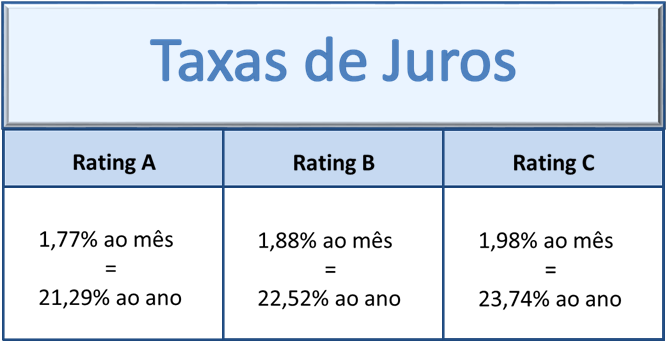 Taxas de Juros
Rating A
Rating B
Rating C
1,77% ao mês
=
21,29% ao ano
1,88% ao mês
=
22,52% ao ano
1,98% ao mês
=
23,74% ao ano